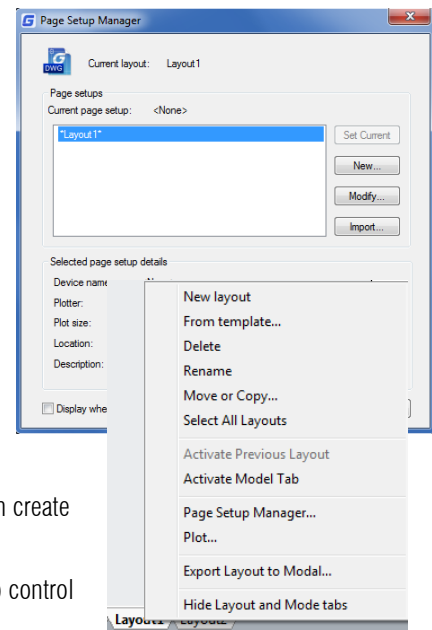 G Page Setup Manager
x
G
DWG
Current layout: Layout1
Page setups
Current page setup: <None>
*Layout1*
Set Current
New...
Modify...
Import...
Selected page setup details
Device name
Plotter:
Plot size:
Location:
Description:
Display whe
New layout
From template...
Delete
Rename
Move or Copy...
Select All Layouts
Activate Previous Layout
Activate Model Tab
Page Setup Manager...
Plot...
Export Layout to Modal...
Hide Layout and Mode tabs
create
control
Layout1 Layout2